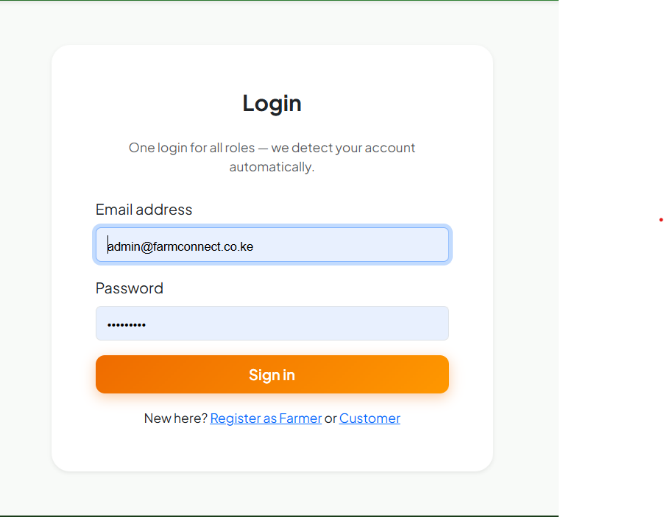 Login
One login for all roles — we detect your account
automatically.
Email address
admin@farmconnect.co.ke
Password
•••••••••
Sign in
New here? Register as Farmer or Customer